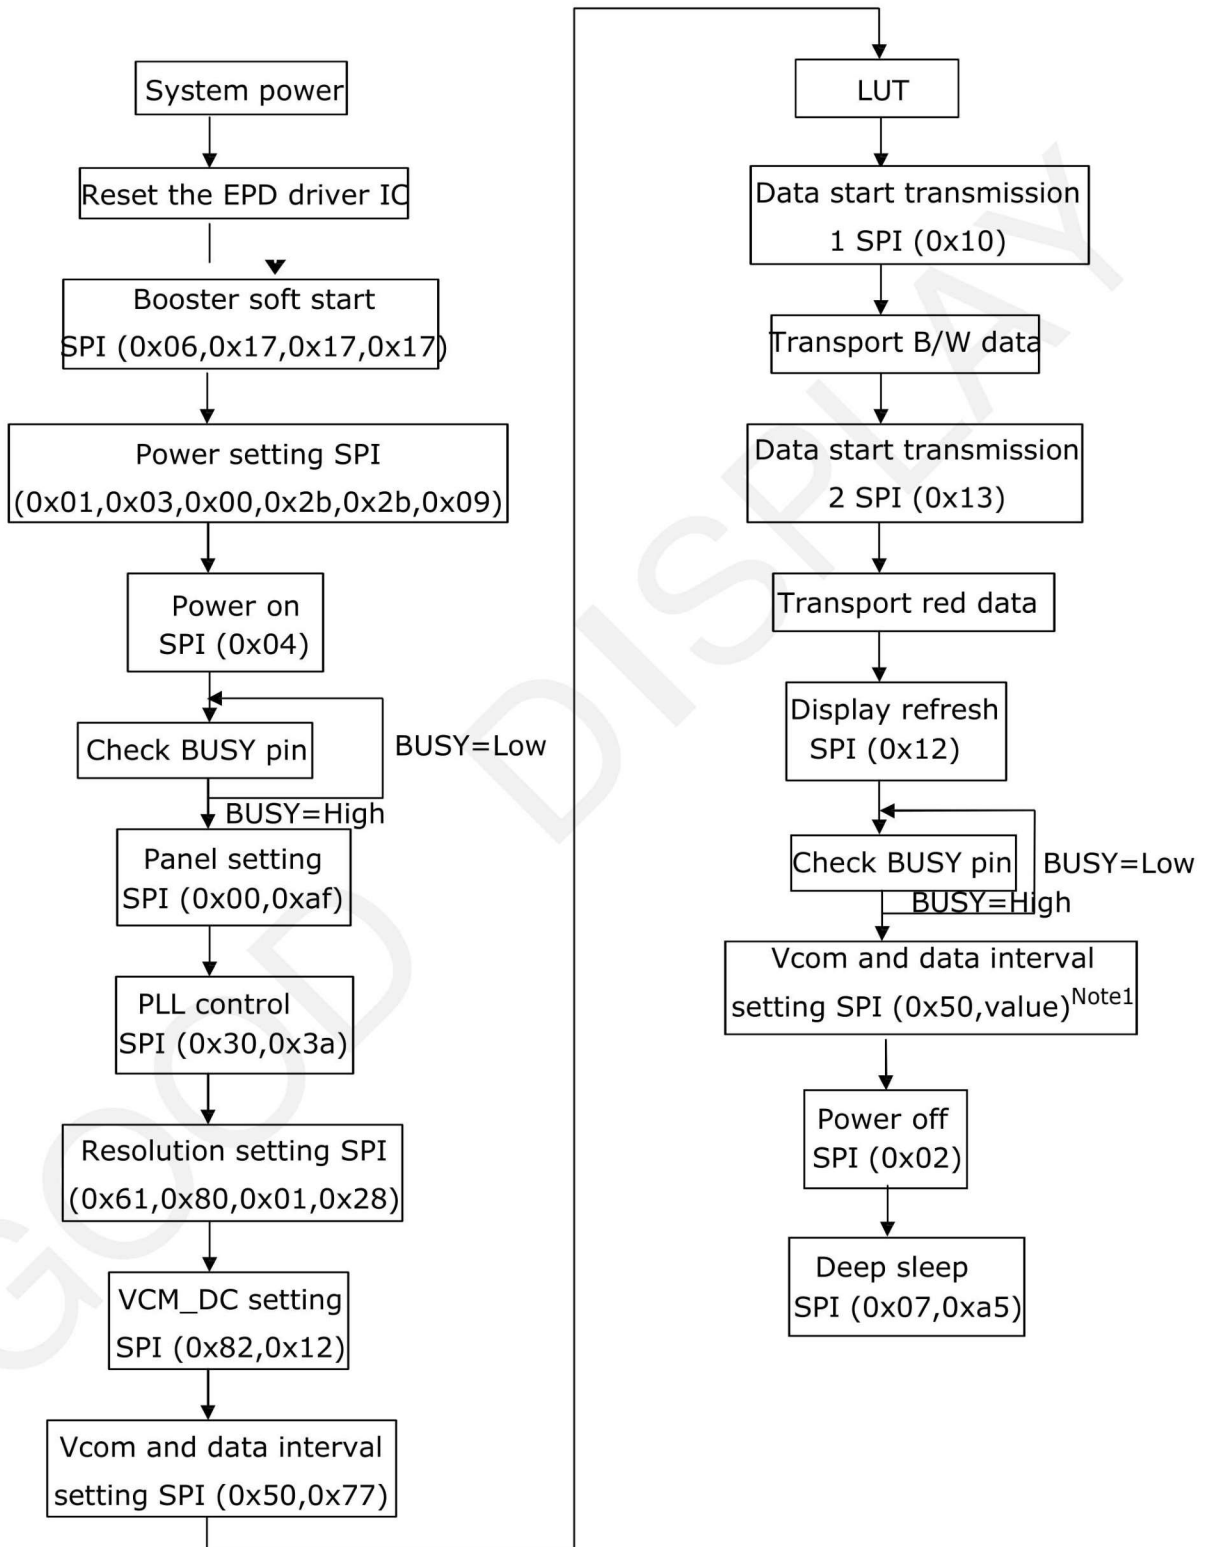 System power
Reset the EPD driver IC
Booster soft start
SPI (0x06,0x17,0x17,0x17)
Power setting SPI
(0x01,0x03,0x00,0x2b,0x2b,0x09)
Power on
SPI (0x04)
Check BUSY pin
BUSY=Low
BUSY=High
Panel setting
SPI (0x00,0xaf)
PLL control
SPI (0x30,0x3a)
Resolution setting SPI
(0x61,0x80,0x01,0x28)
VCM_DC setting
SPI (0x82,0x12)
Vcom and data interval
setting SPI (0x50,0x77)
LUT
Data start transmission
1 SPI (0x10)
Transport B/W data
Data start transmission
2 SPI (0x13)
Transport red data
Display refresh
SPI (0x12)
Check BUSY pin
BUSY=Low
BUSY=High
Vcom and data interval
setting SPI (0x50,value)Note1
Power off
SPI (0x02)
Deep sleep
SPI (0x07,0xa5)
GOOD DISPLAY